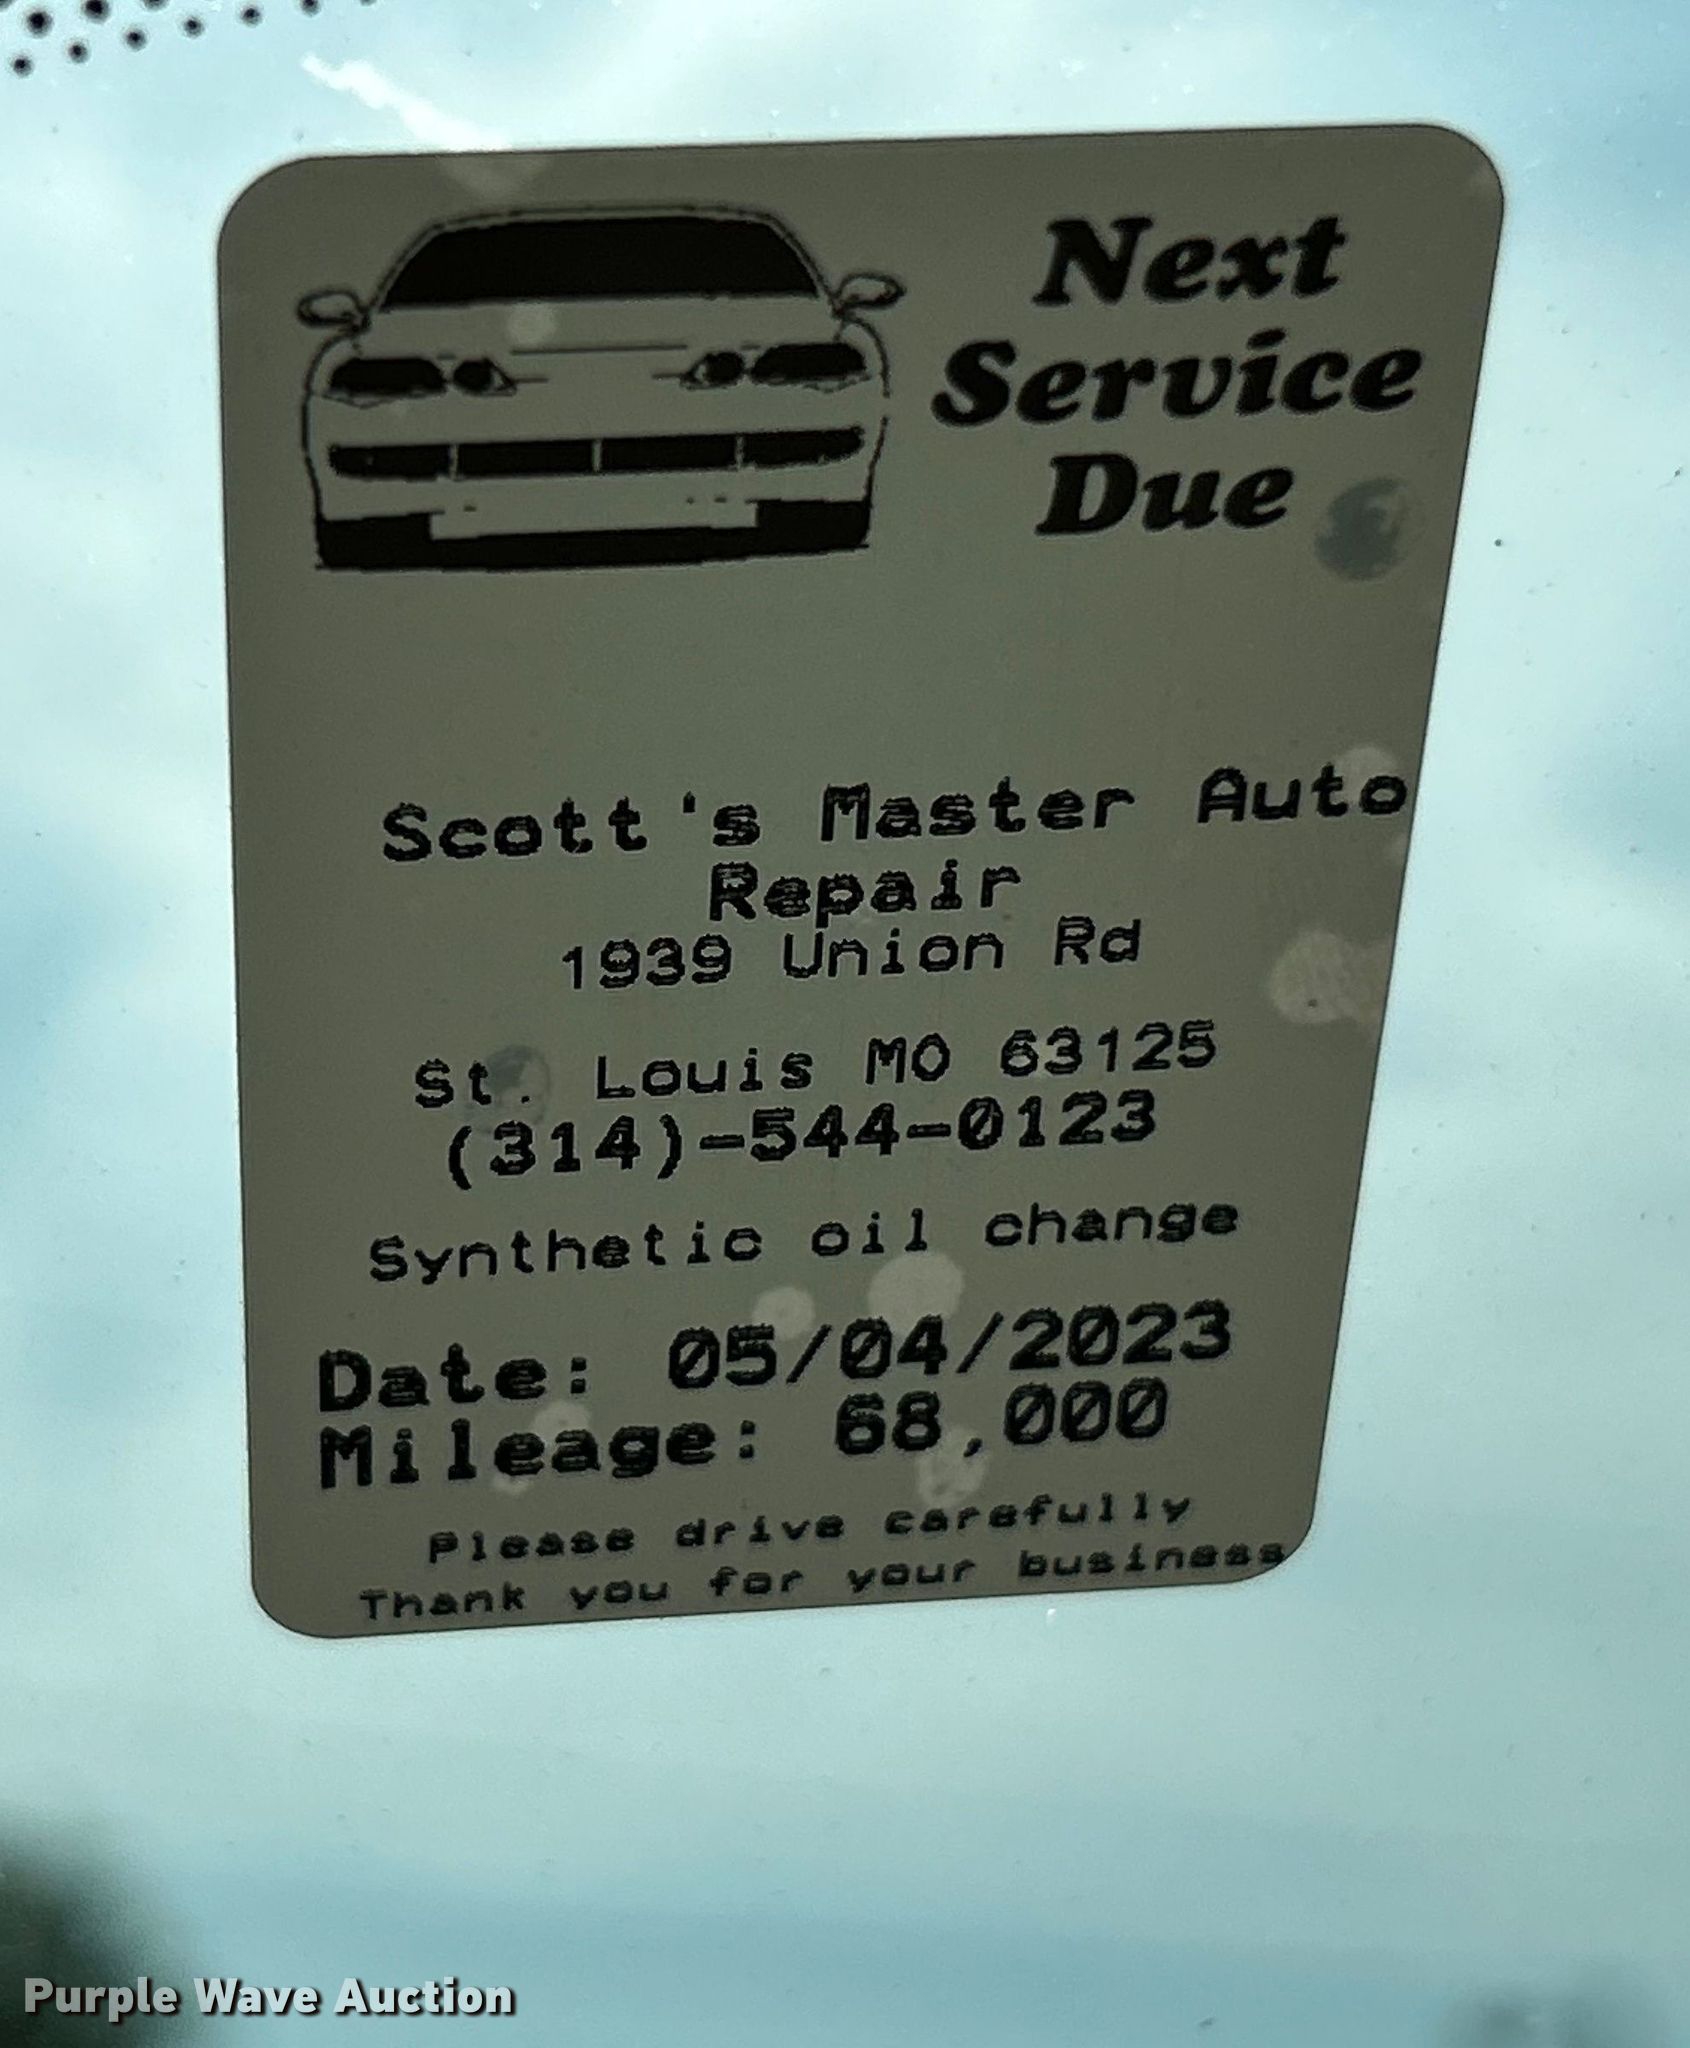 Next
Service
Due
Scott's Master Auto
Repair
1939 Union Rd
St. Louis MO 63125
(314)-544-0123
Synthetic oil change
Date: 05/04/2023
Mileage: 68,000
Please drive carefully
Thank you for your business
Purple Wave Auction